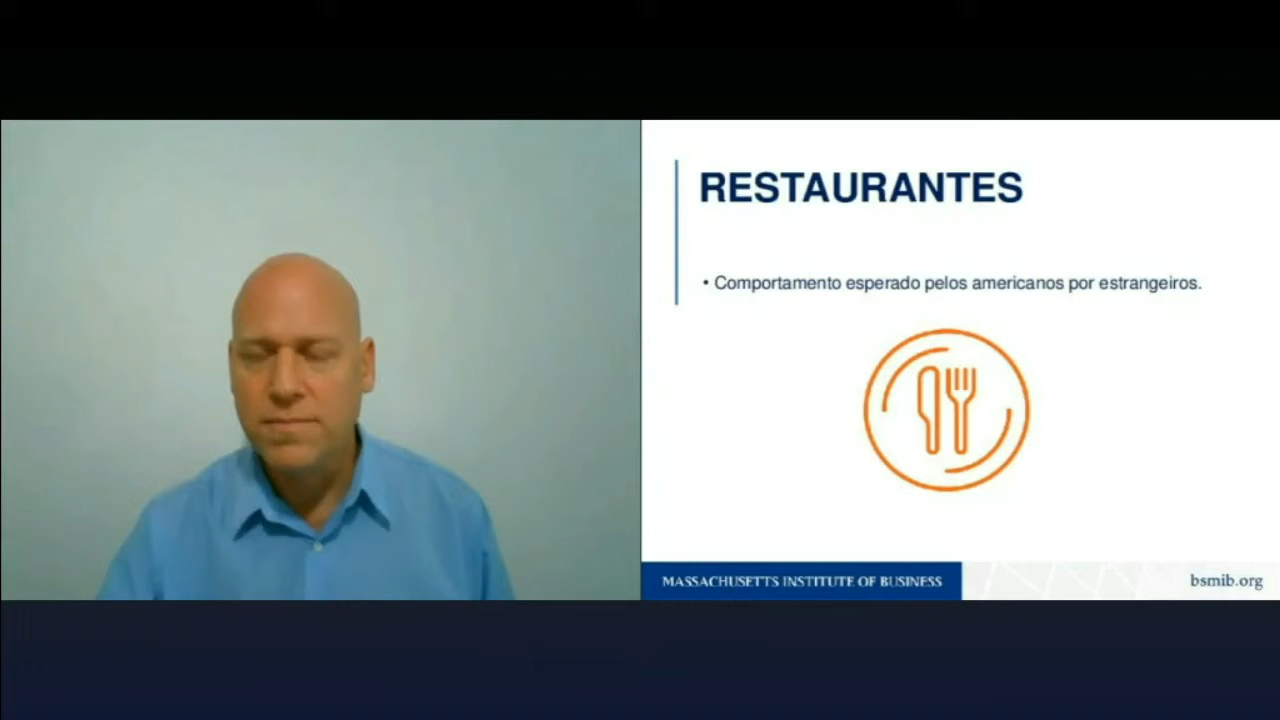 RESTAURANTES
• Comportamento esperado pelos americanos por estrangeiros.
MASSACHUSETTS INSTITUTE OF BUSINESS
bsmib.org